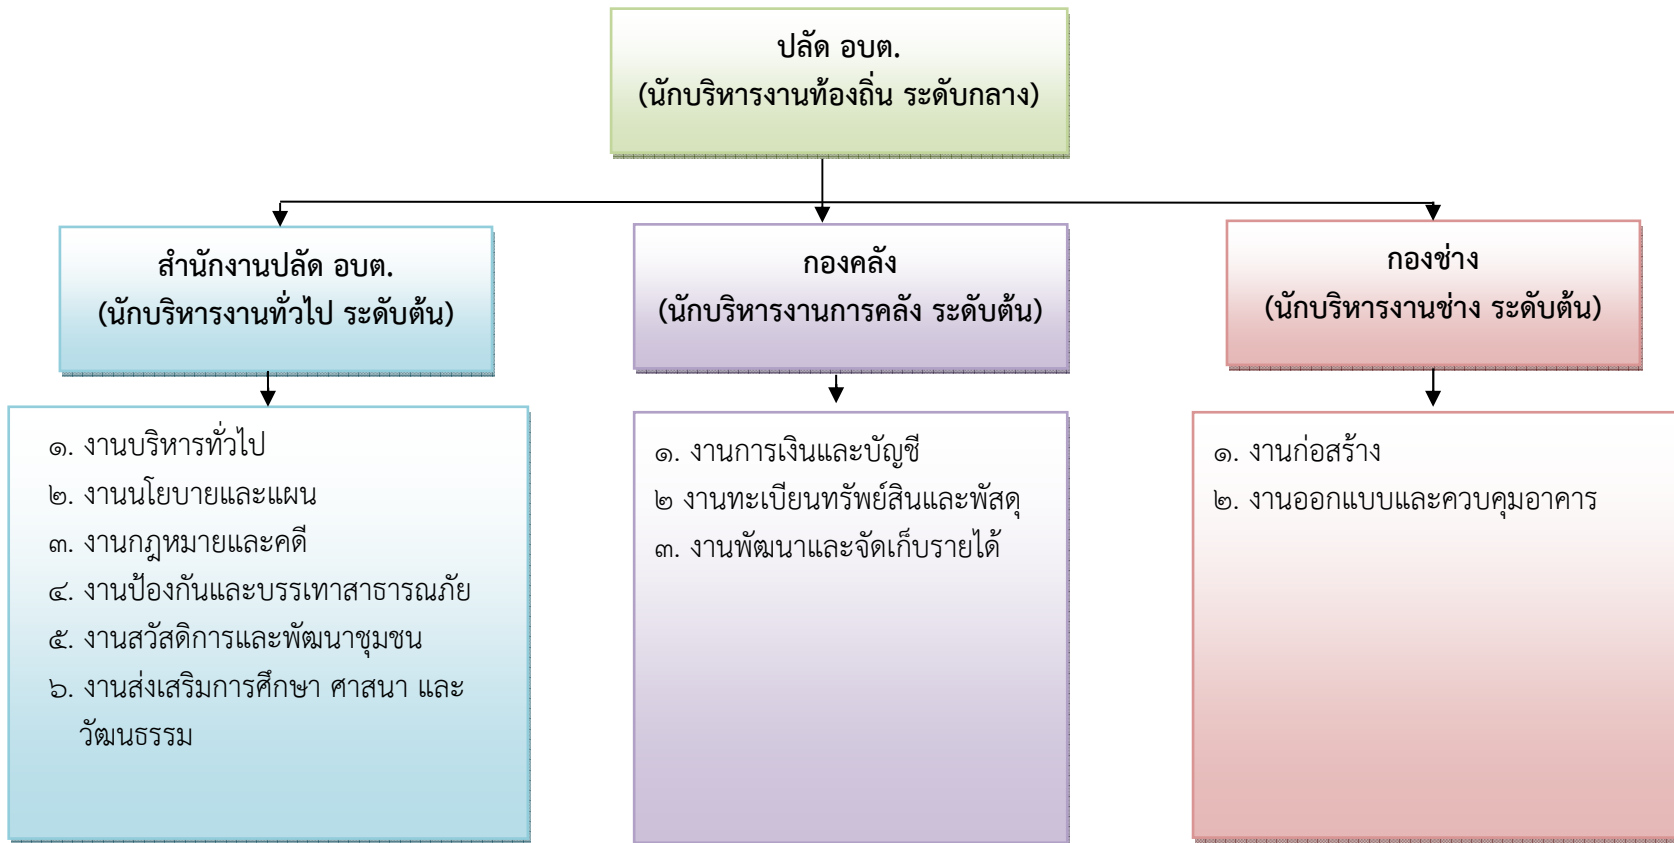 ปลัด อบต.
(นักบริหารงานท้องถิ่น ระดับกลาง)
สำนักงานปลัด อบต.
(นักบริหารงานทั่วไป ระดับต้น)
กองคลัง
(นักบริหารงานการคลัง ระดับต้น)
กองช่าง
(นักบริหารงานช่าง ระดับต้น)
๑. งานบริหารทั่วไป
๒. งานนโยบายและแผน
๓. งานกฎหมายและคดี
๔. งานป้องกันและบรรเทาสาธารณภัย
๕. งานสวัสดิการและพัฒนาชุมชน
๖. งานส่งเสริมการศึกษา ศาสนา และ
วัฒนธรรม
๑. งานการเงินและบัญชี
๒ งานทะเบียนทรัพย์สินและพัสดุ
๓. งานพัฒนาและจัดเก็บรายได้
๑. งานก่อสร้าง
๒. งานออกแบบและควบคุมอาคาร